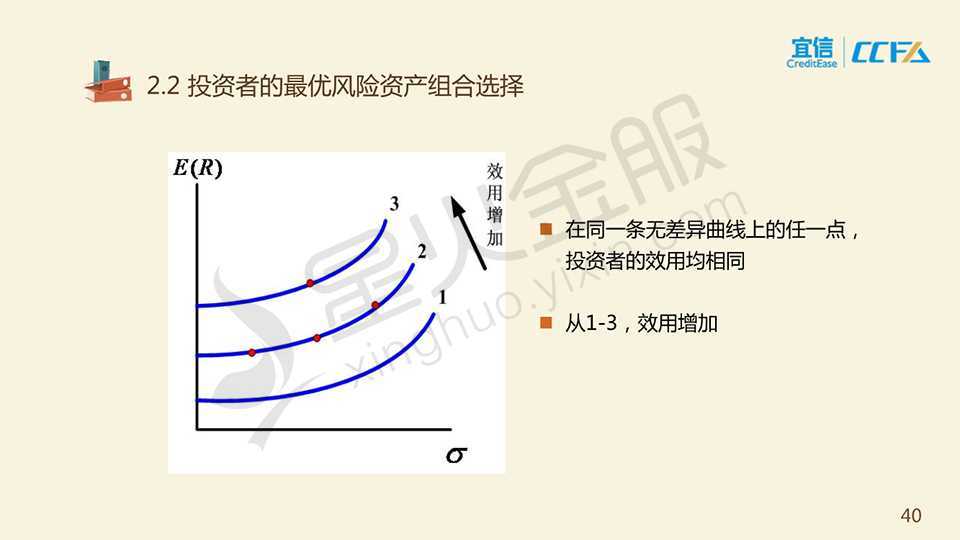 宜信
CreditEase
CCFA
2.2 投资者的最优风险资产组合选择
E(R)
3
2
1
效用增加
σ
在同一条无差异曲线上的任一点，
投资者的效用均相同
从1-3，效用增加
星火金服
xinghuo.yixin.com
40